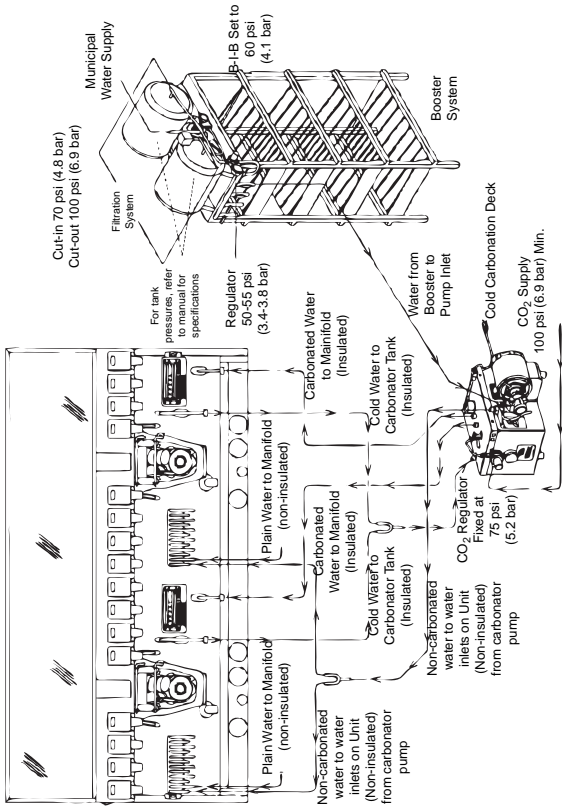 Municipal
Water Supply
B-I-B Set to
60 psi
(4.1 bar)
Booster
System
Cut-in 70 psi (4.8 bar)
Cut-out 100 psi (6.9 bar)
Filtration
System
For tank
pressures, refer
to manual for
specifications
Regulator
50-55 psi
(3.4-3.8 bar)
Water from
Booster to
Pump Inlet
Cold Carbonation Deck
CO2 Supply
100 psi (6.9 bar) Min.
Carbonated Water
to Mainifold
(Insulated)
Cold Water to
Carbonator Tank
(Insulated)
CO2 Regulator
Fixed at
75 psi
(5.2 bar)
Plain Water to Manifold
(non-insulated)
Carbonated
Water to Manifold
(Insulated)
Cold Water to
Carbonator Tank
(Insulated)
Non-carbonated
water to water
inlets on Unit
(Non-insulated)
from carbonator
pump
Plain Water to Manifold
(non-insulated)
Non-carbonated
water to water
inlets on Unit
(Non-insulated)
from carbonator
pump